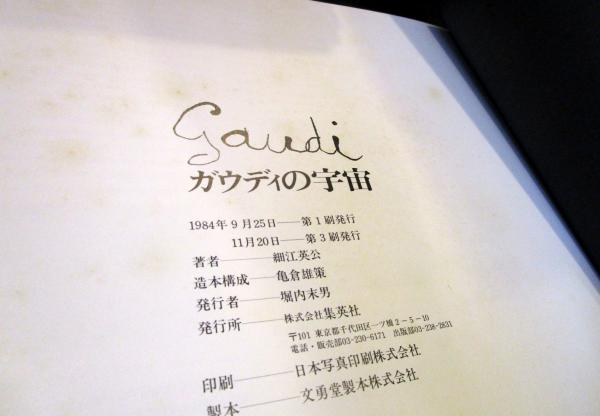 Gaudi
ガウディの宇宙
1984年9月25日——第1刷発行
11月20日——第3刷発行
著者——細江英公
造本構成——亀倉雄策
発行者——堀内末男
発行所——株式会社集英社
〒101 東京都千代田区一ツ橋2-5-10
電話・販売部03-230-6171 出版部03-238-2831
印刷——日本写真印刷株式会社
製本——文勇堂製本株式会社